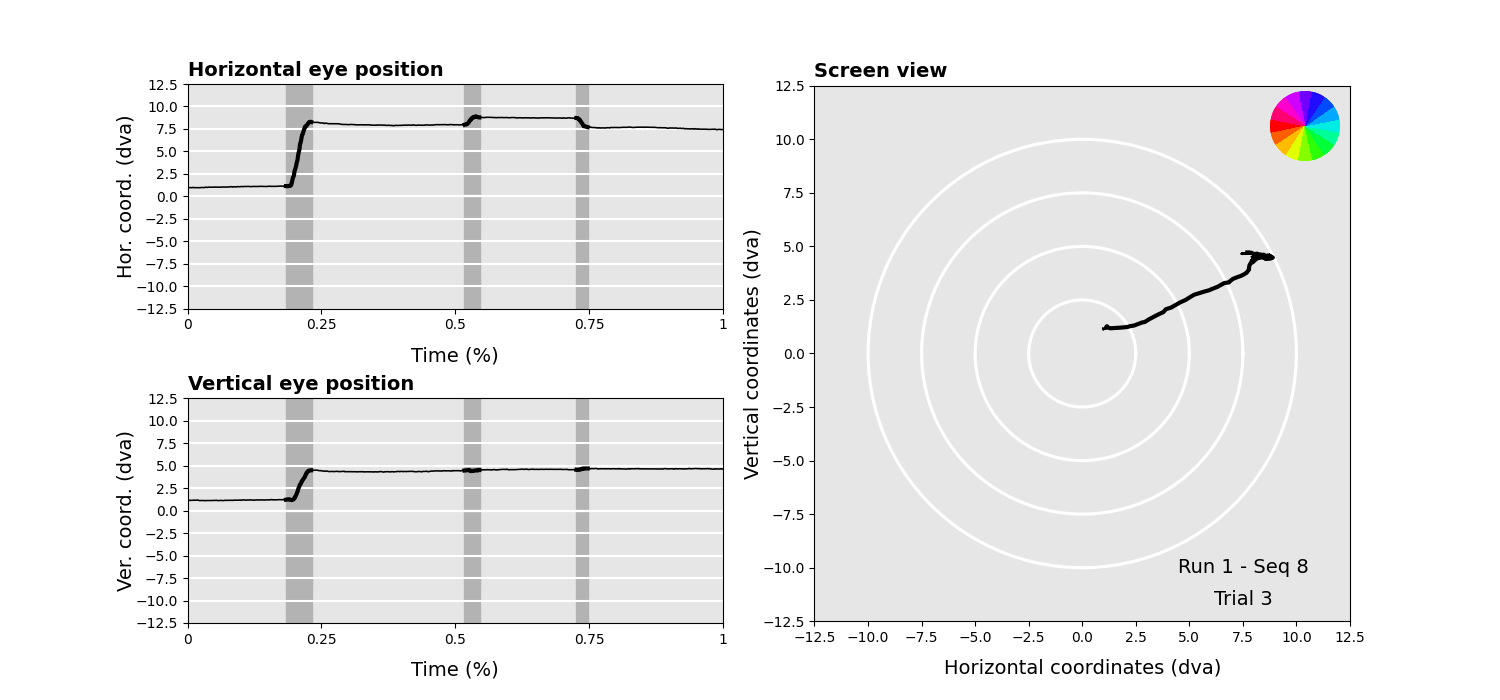 Horizontal eye position
12.5
10.0
7.5
5.0
2.5
0.0
−2.5
−5.0
−7.5
−10.0
−12.5
Hor. coord. (dva)
0 0.25 0.5 0.75 1
Time (%)
Vertical eye position
12.5
10.0
7.5
5.0
2.5
0.0
−2.5
−5.0
−7.5
−10.0
−12.5
Ver. coord. (dva)
0 0.25 0.5 0.75 1
Time (%)
Screen view
12.5
10.0
7.5
5.0
2.5
0.0
−2.5
−5.0
−7.5
−10.0
−12.5
Vertical coordinates (dva)
Run 1 - Seq 8
Trial 3
−12.5 −10.0 −7.5 −5.0 −2.5 0.0 2.5 5.0 7.5 10.0 12.5
Horizontal coordinates (dva)